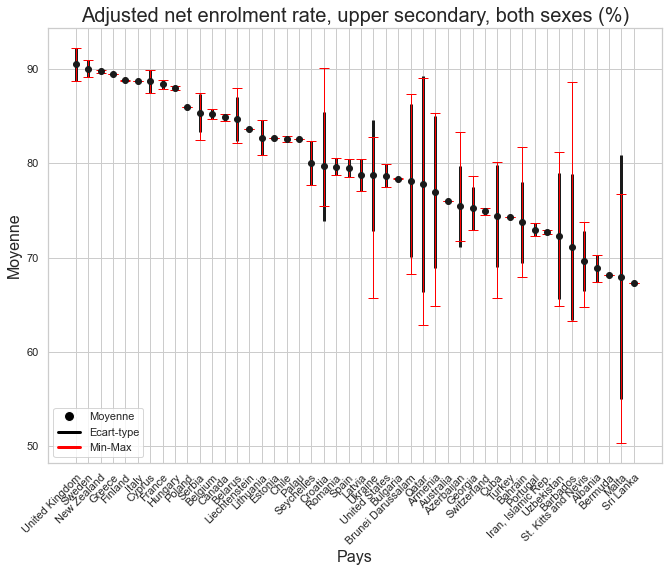 Adjusted net enrolment rate, upper secondary, both sexes (%)
Moyenne
90
80
70
60
50
Moyenne
Ecart-type
Min-Max
United Kingdom
Sweden
New Zealand
Greece
Finland
Italy
Cyprus
France
Hungary
Poland
Serbia
Belgium
Canada
Belarus
Liechtenstein
Lithuania
Estonia
Chile
Palau
Seychelles
Croatia
Romania
Spain
Latvia
Ukraine
United States
Bulgaria
Brunei Darussalam
Qatar
Armenia
Australia
Azerbaijan
Georgia
Switzerland
Cuba
Turkey
Bahrain
Portugal
Iran, Islamic Rep.
Uzbekistan
Barbados
St. Kitts and Nevis
Albania
Bermuda
Malta
Sri Lanka
Pays